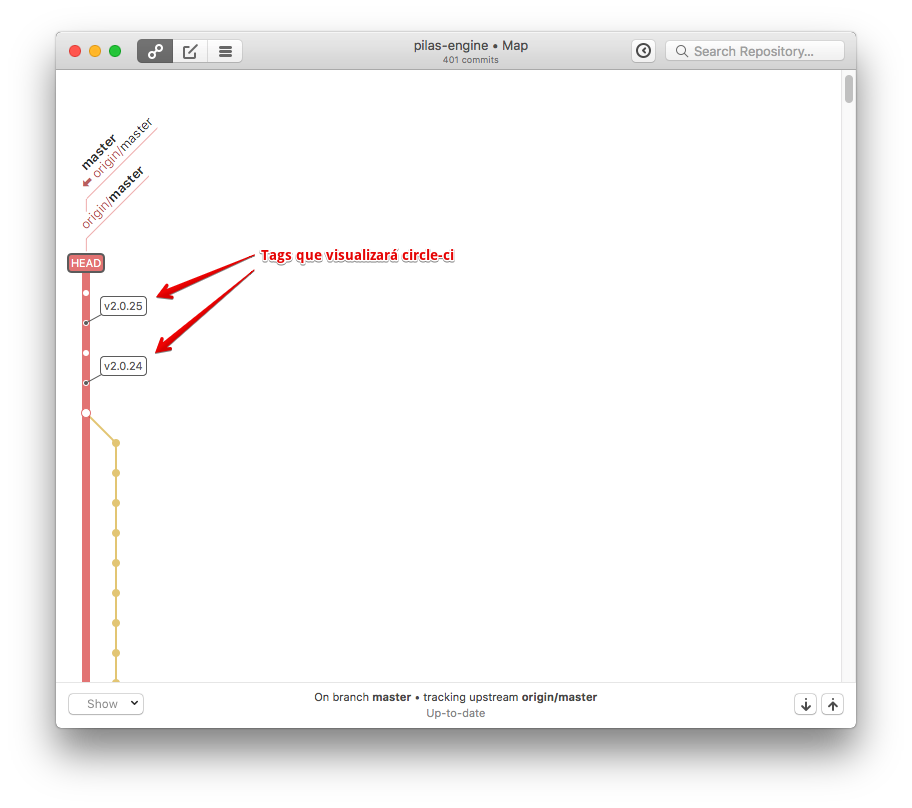 pilas-engine • Map
401 commits
Search Repository...
master
origin/master
origin/master
HEAD
Tags que visualizará circle-ci
v2.0.25
v2.0.24
Show
On branch master • tracking upstream origin/master
Up-to-date